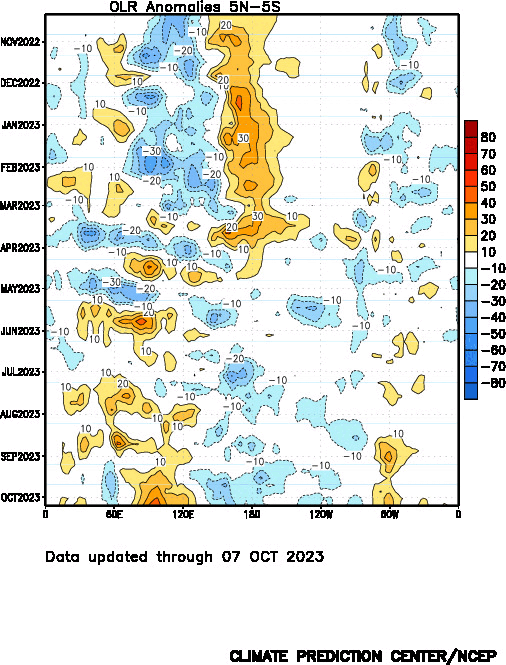 OLR Anomalies 5N-5S
NOV2022
DEC2022
JAN2023
FEB2023
MAR2023
APR2023
MAY2023
JUN2023
JUL2023
AUG2023
SEP2023
OCT2023
0 60E 120E 180 120W 60W 0
80
70
60
50
40
30
20
10
-10
-20
-30
-40
-50
-60
-70
-80
Data updated through 07 OCT 2023
CLIMATE PREDICTION CENTER/NCEP